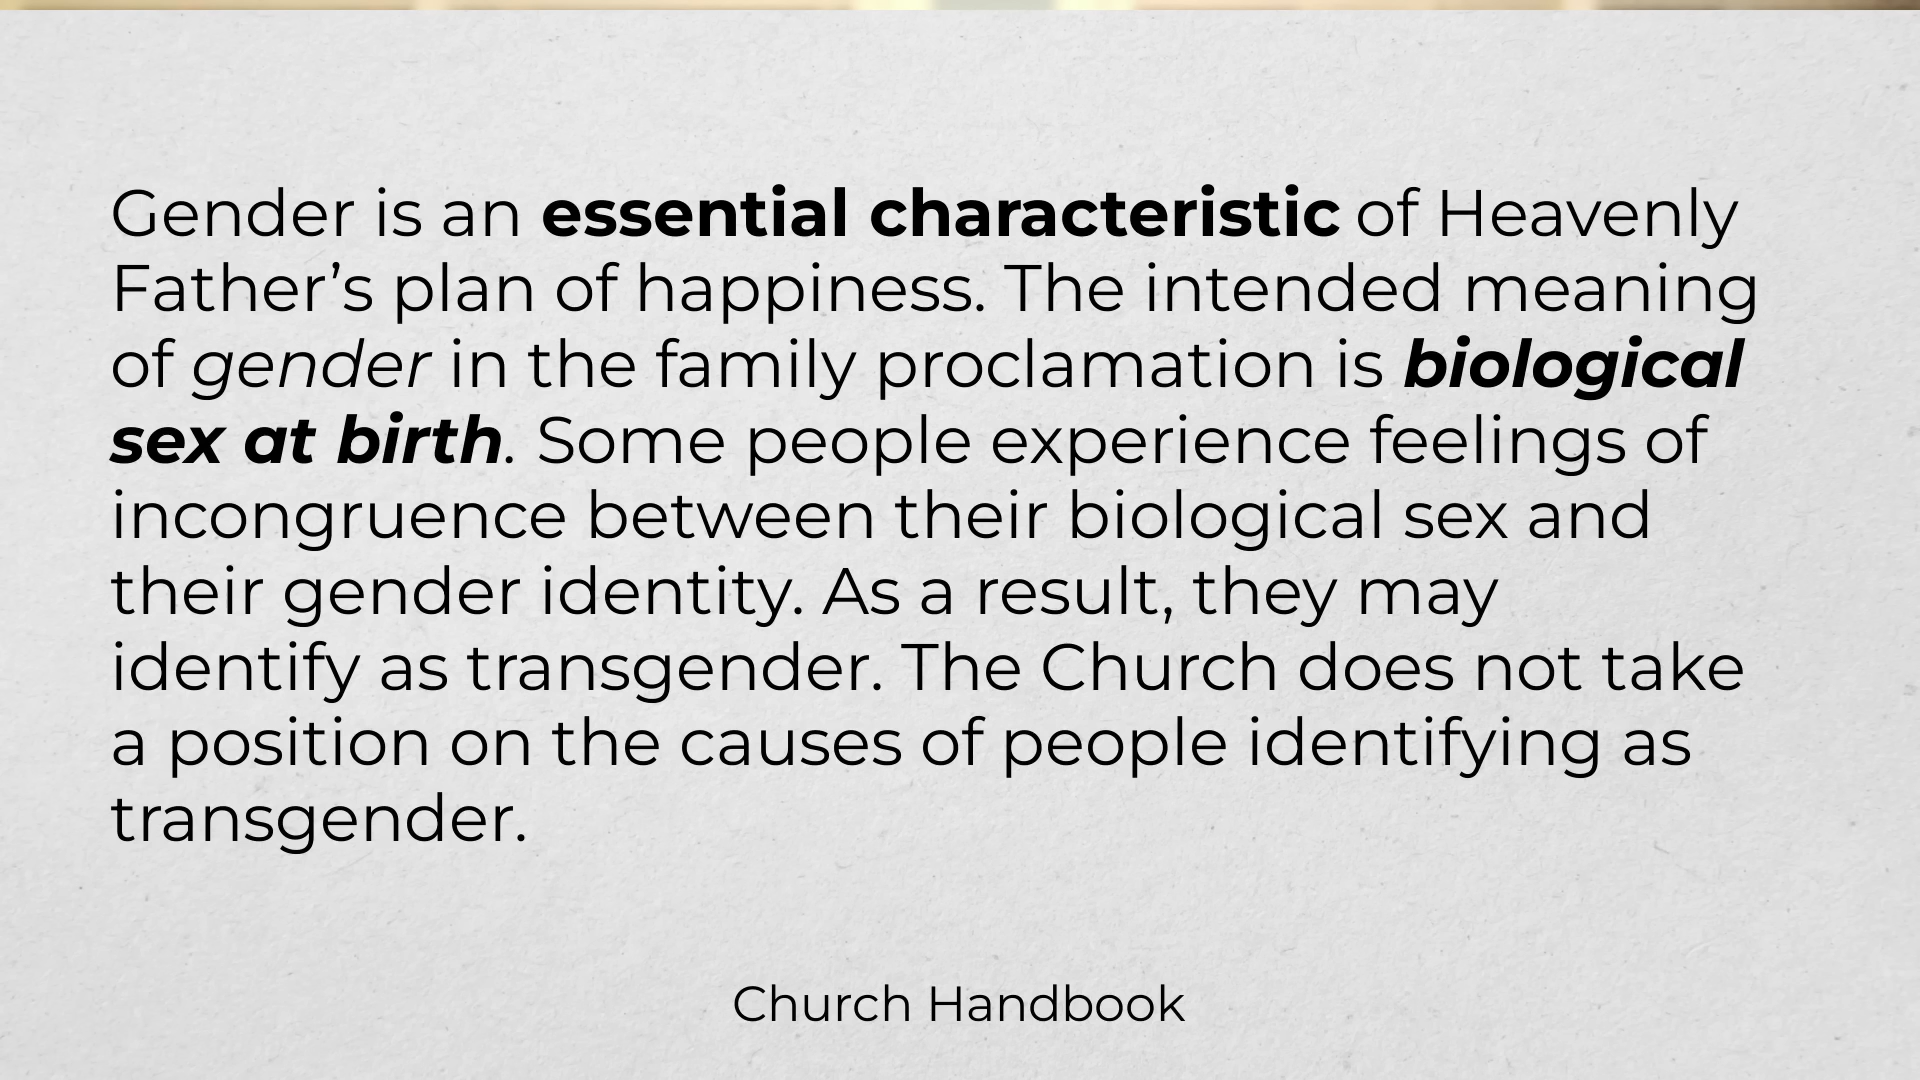 Gender is an essential characteristic of Heavenly
Father’s plan of happiness. The intended meaning
of gender in the family proclamation is biological
sex at birth. Some people experience feelings of
incongruence between their biological sex and
their gender identity. As a result, they may
identify as transgender. The Church does not take
a position on the causes of people identifying as
transgender.
Church Handbook